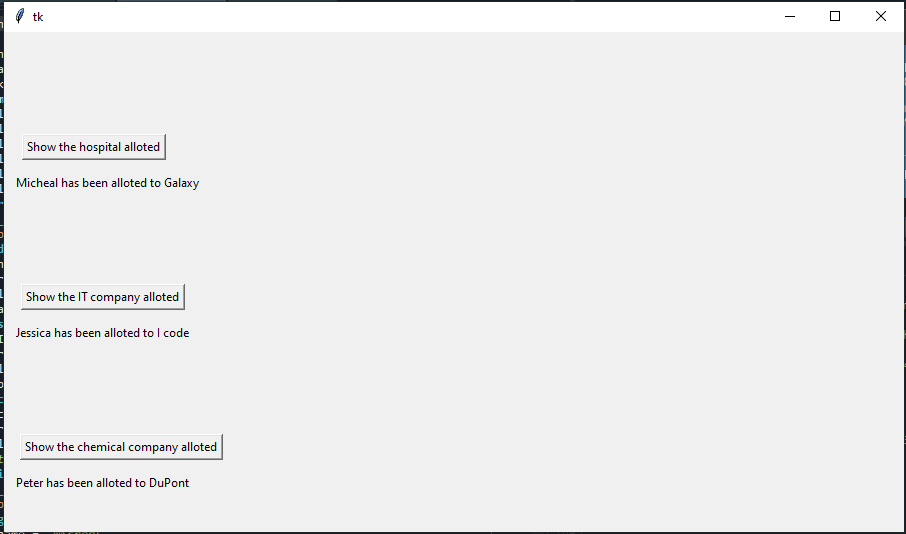 tk
Show the hospital alloted
Micheal has been alloted to Galaxy
Show the IT company alloted
Jessica has been alloted to I code
Show the chemical company alloted
Peter has been alloted to DuPont